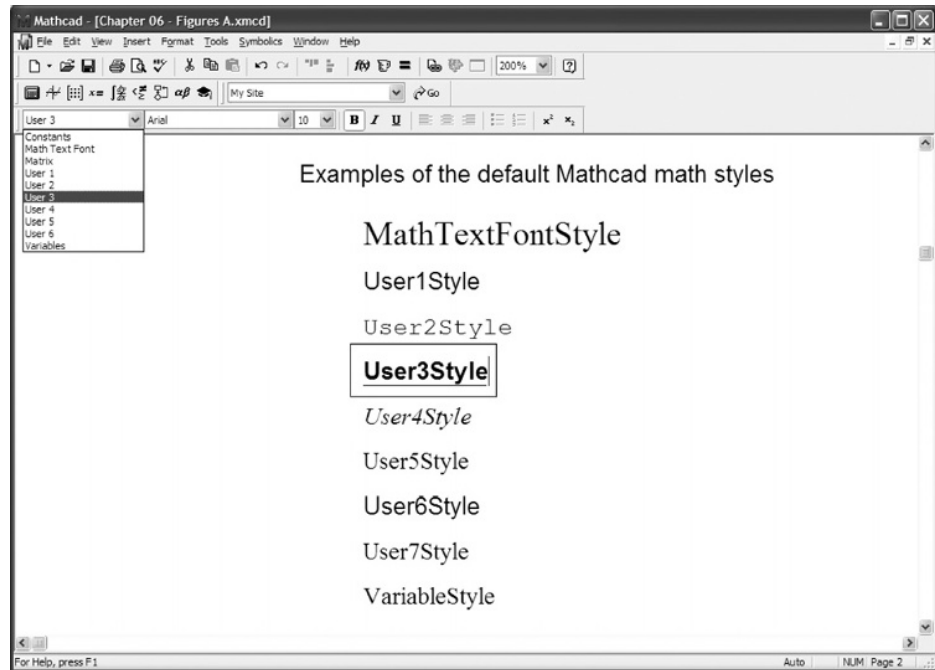 Mathcad - [Chapter 06 - Figures A.xmcd]
File Edit View Insert Format Tools Symbolics Window Help
200%
My Site Go
User 3 Arial 10 B I U x² x₂
Constants
Math Text Font
Matrix
User 1
User 2
User 3
User 4
User 5
User 6
Variables
Examples of the default Mathcad math styles
MathTextFontStyle
User1Style
User2Style
User3Style
User4Style
User5Style
User6Style
User7Style
VariableStyle
For Help, press F1 Auto NUM Page 2